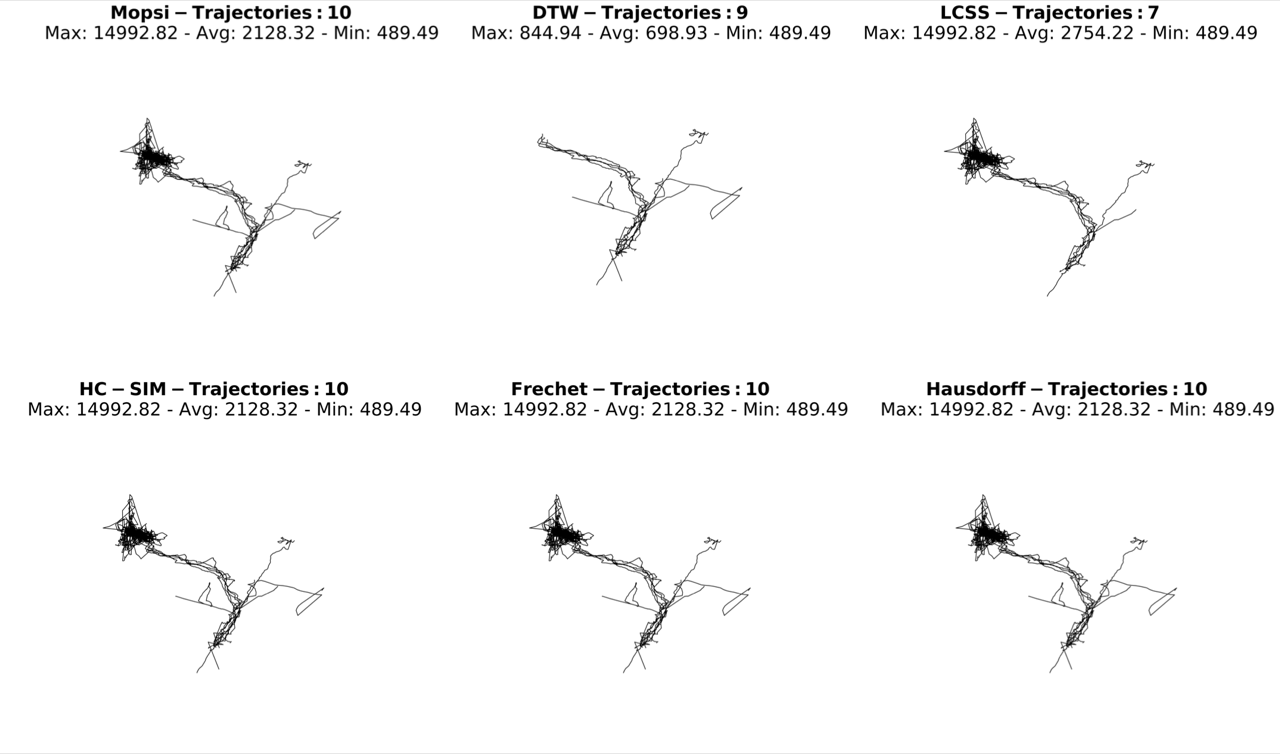 Mopsi − Trajectories : 10
Max: 14992.82 - Avg: 2128.32 - Min: 489.49
DTW − Trajectories : 9
Max: 844.94 - Avg: 698.93 - Min: 489.49
LCSS − Trajectories : 7
Max: 14992.82 - Avg: 2754.22 - Min: 489.49
HC − SIM − Trajectories : 10
Max: 14992.82 - Avg: 2128.32 - Min: 489.49
Frechet − Trajectories : 10
Max: 14992.82 - Avg: 2128.32 - Min: 489.49
Hausdorff − Trajectories : 10
Max: 14992.82 - Avg: 2128.32 - Min: 489.49